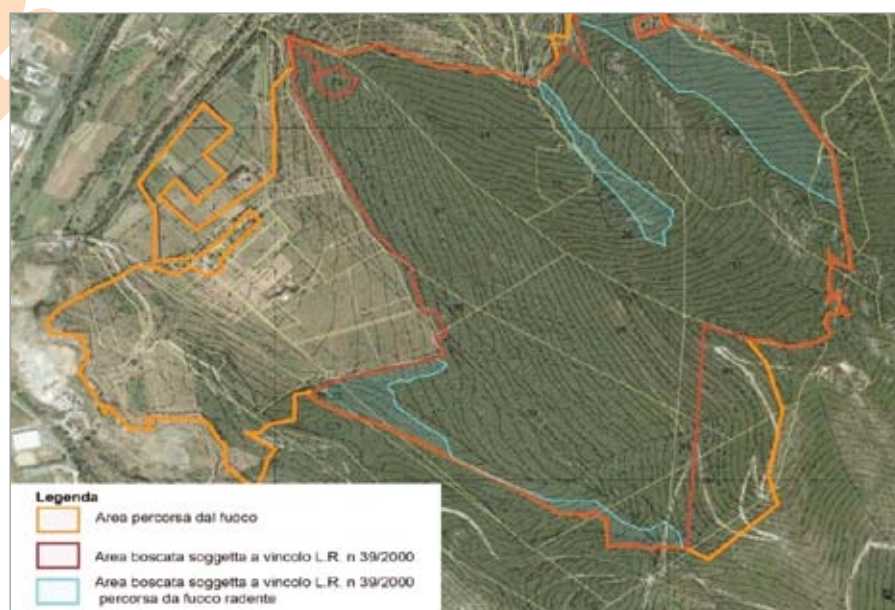 Legenda
Area percorsa dal fuoco
Area boscata soggetta a vincolo L.R. n 39/2000
Area boscata soggetta a vincolo L.R. n 39/2000
percorsa da fuoco radente